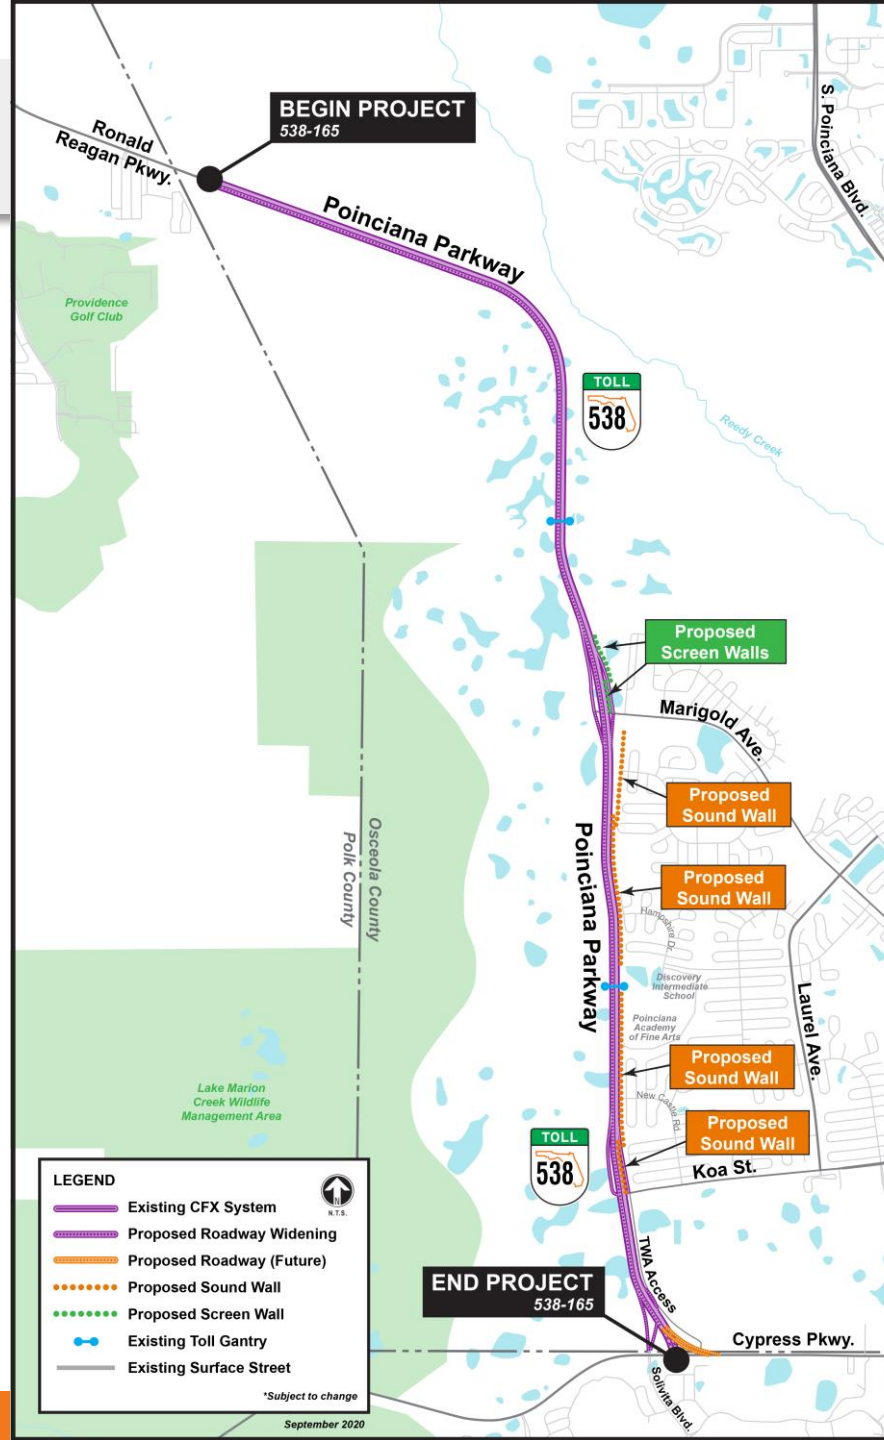 BEGIN PROJECT
538-165
Ronald
Reagan Pkwy.
S. Poinciana Blvd.
Poinciana Parkway
Providence
Golf Club
TOLL
538
Reedy Creek
Proposed
Screen Walls
Marigold Ave.
Proposed
Sound Wall
Osceola County
Polk County
Poinciana Parkway
Proposed
Sound Wall
Hampshire Dr.
Discovery
Intermediate
School
Laurel Ave.
Poinciana
Academy
of Fine Arts
Proposed
Sound Wall
Lake Marion
Creek Wildlife
Management Area
New Castle Rd.
Proposed
Sound Wall
TOLL
538
Koa St.
LEGEND
N
N.T.S.
Existing CFX System
Proposed Roadway Widening
Proposed Roadway (Future)
Proposed Sound Wall
Proposed Screen Wall
Existing Toll Gantry
Existing Surface Street
*Subject to change
September 2020
TWA Access
END PROJECT
538-165
Cypress Pkwy.
Solivita Blvd.